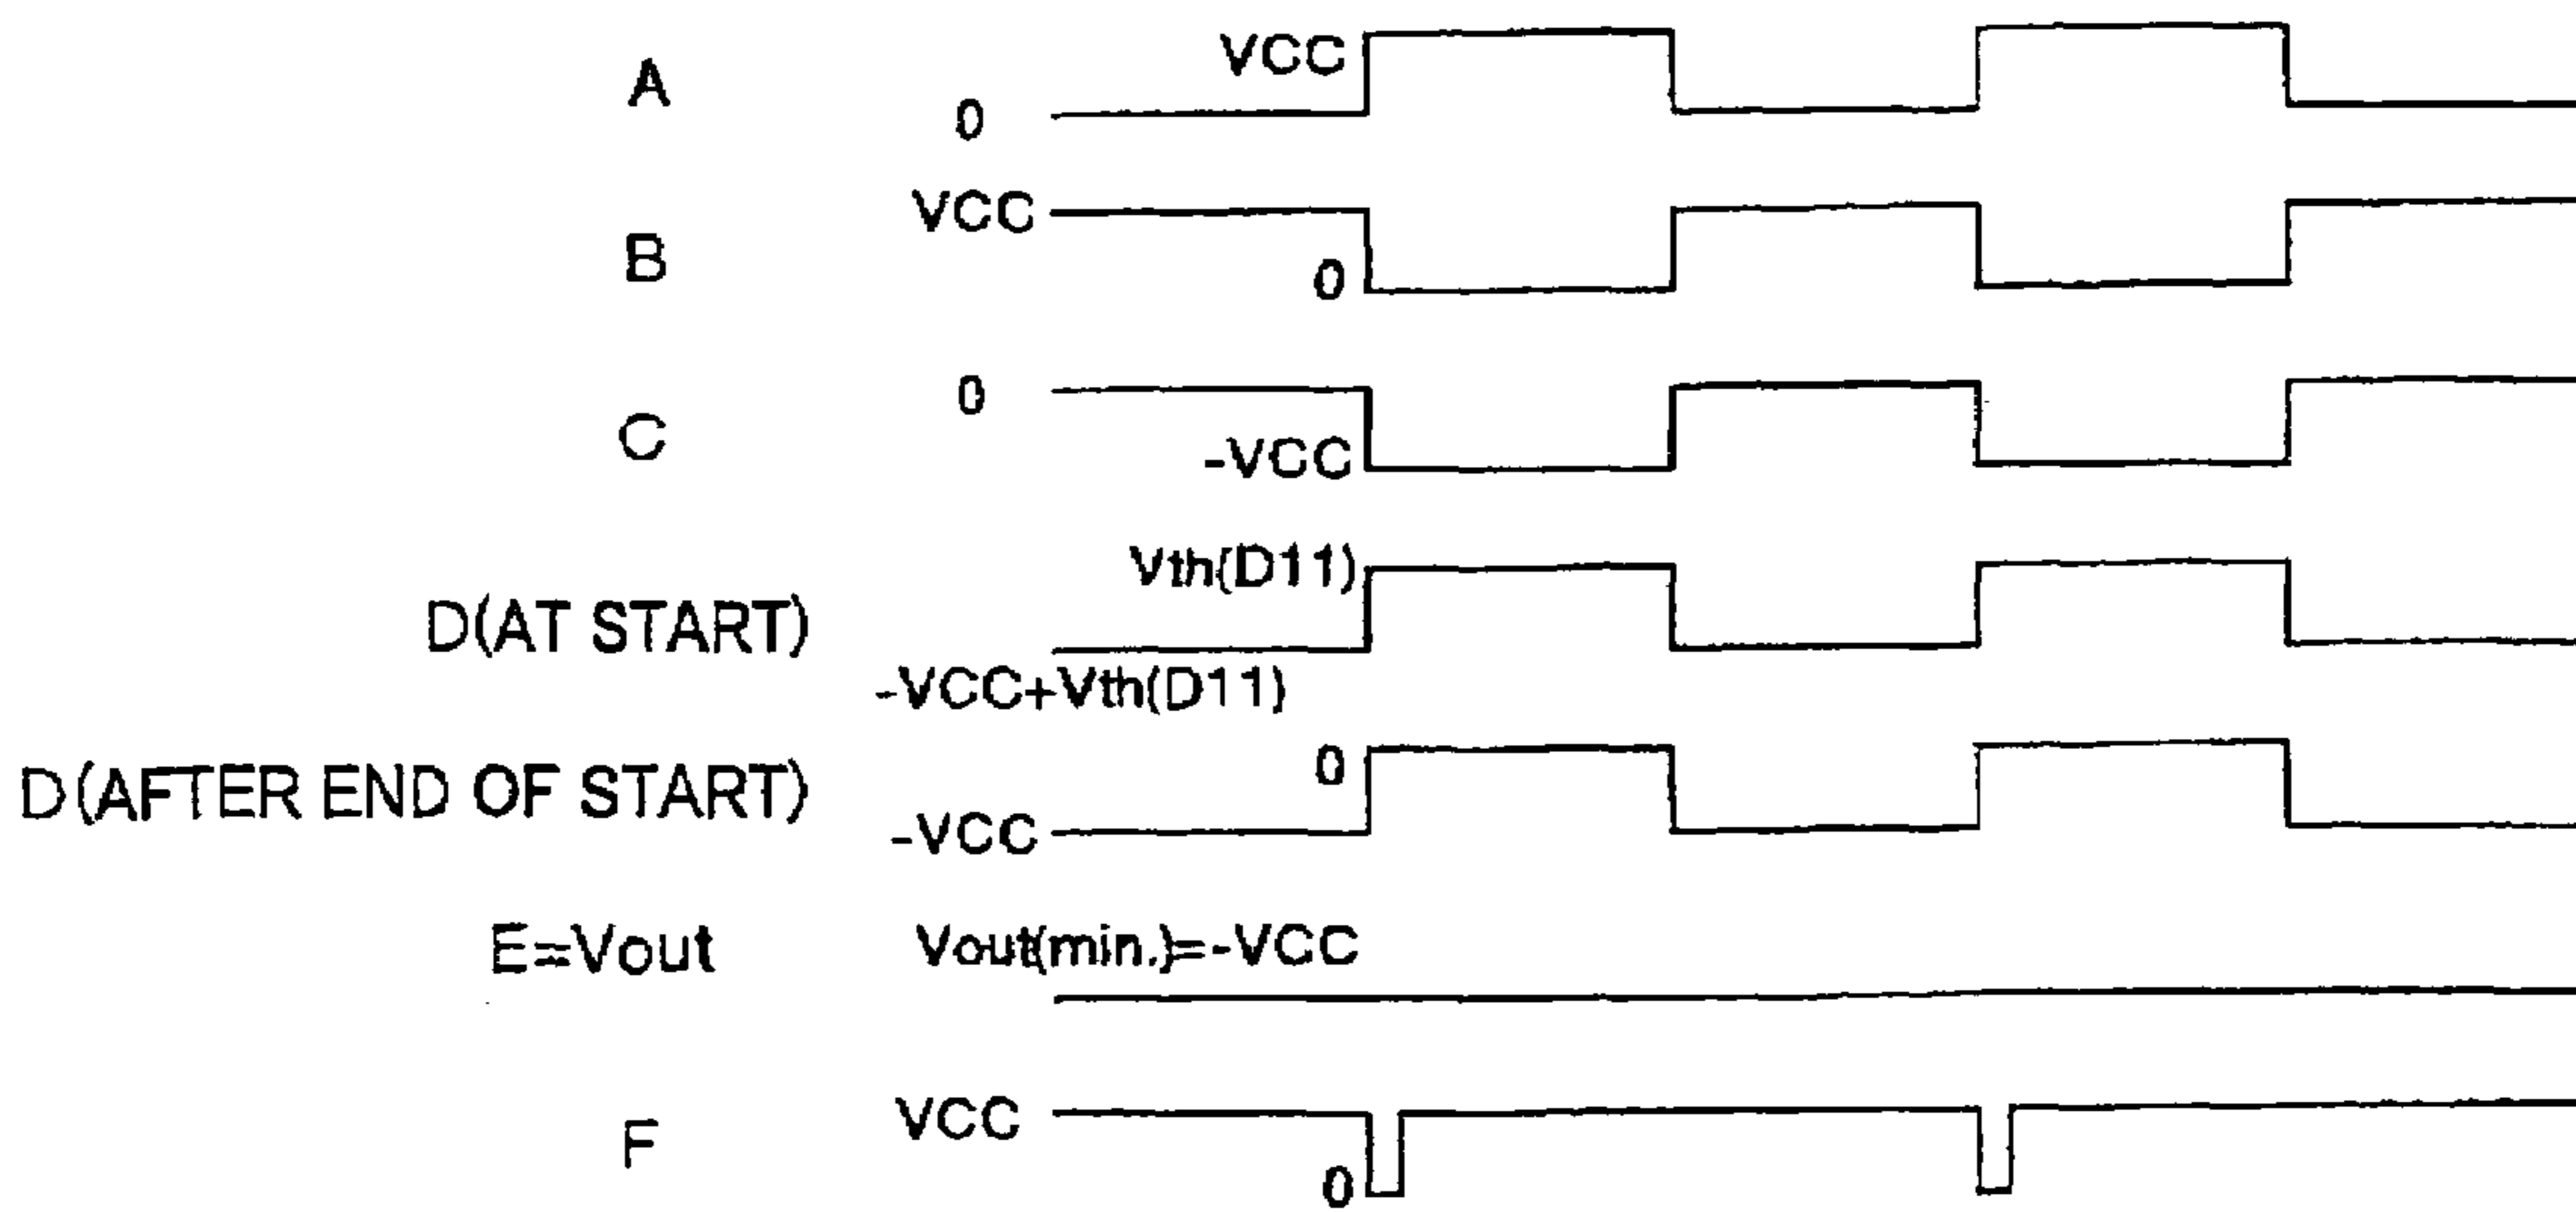 VCC
A
0
VCC
B
0
0
C
-VCC
Vth(D11)
D(AT START)
-VCC+Vth(D11)
0
D(AFTER END OF START)
-VCC
E=Vout
Vout(min.)=-VCC
VCC
F
0